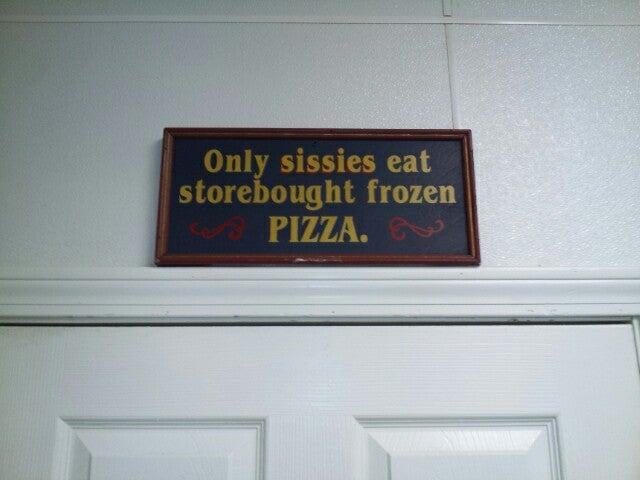 Only sissies eat
storebought frozen
PIZZA.